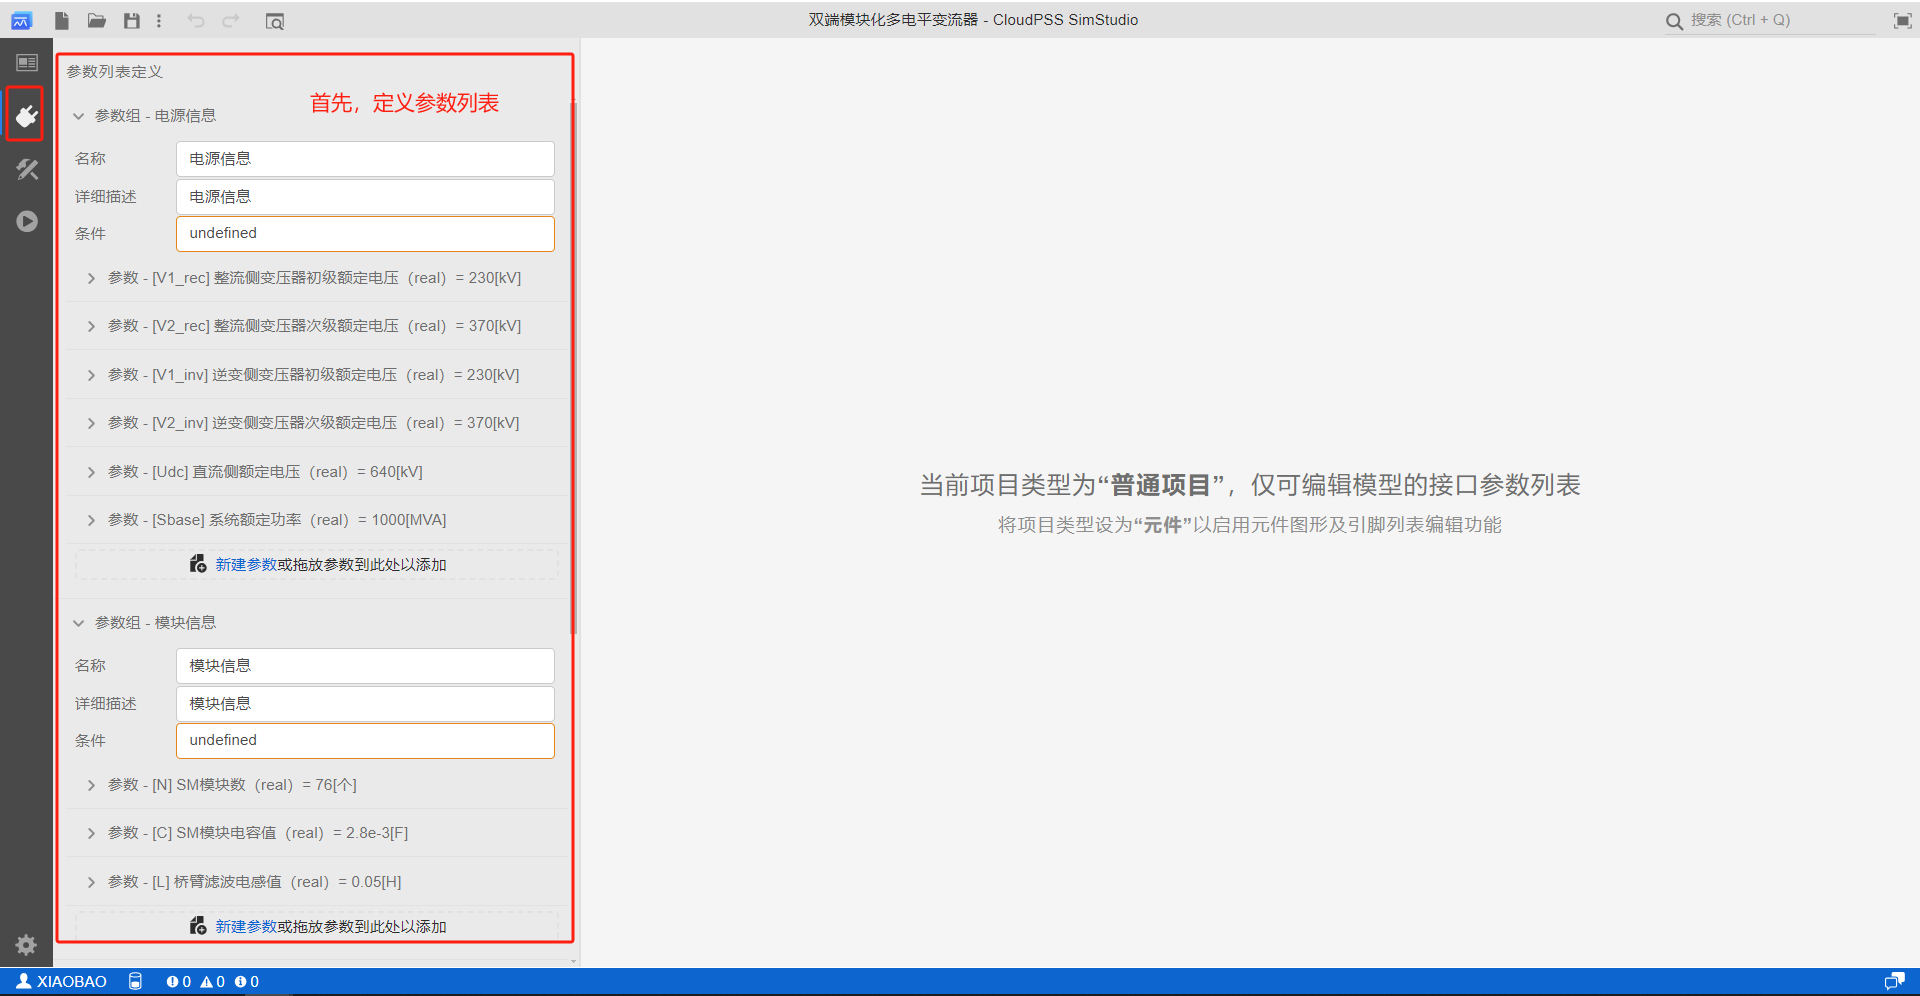 双端模块化多电平变流器 - CloudPSS SimStudio
搜索 (Ctrl + Q)
参数列表定义
首先，定义参数列表
参数组 - 电源信息
名称 电源信息
详细描述 电源信息
条件 undefined
参数 - [V1_rec] 整流侧变压器初级额定电压（real）= 230[kV]
参数 - [V2_rec] 整流侧变压器次级额定电压（real）= 370[kV]
参数 - [V1_inv] 逆变侧变压器初级额定电压（real）= 230[kV]
参数 - [V2_inv] 逆变侧变压器次级额定电压（real）= 370[kV]
参数 - [Udc] 直流侧额定电压（real）= 640[kV]
参数 - [Sbase] 系统额定功率（real）= 1000[MVA]
新建参数或拖放参数到此处以添加
参数组 - 模块信息
名称 模块信息
详细描述 模块信息
条件 undefined
参数 - [N] SM模块数（real）= 76[个]
参数 - [C] SM模块电容值（real）= 2.8e-3[F]
参数 - [L] 桥臂滤波电感值（real）= 0.05[H]
新建参数或拖放参数到此处以添加
当前项目类型为“普通项目”，仅可编辑模型的接口参数列表
将项目类型设为“元件”以启用元件图形及引脚列表编辑功能
XIAOBAO 0 0 0